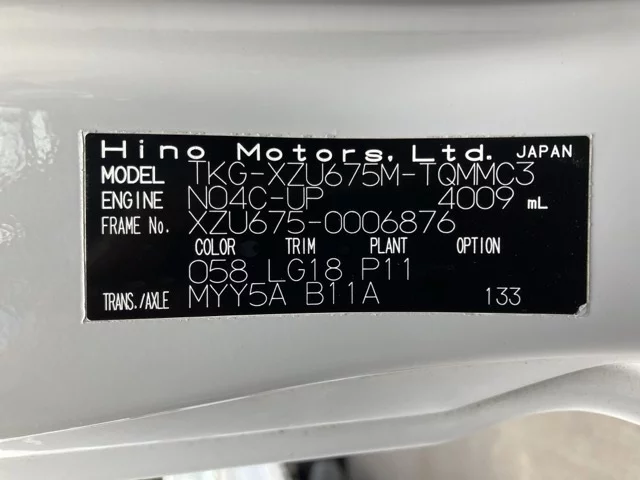 Hino Motors, Ltd. JAPAN
MODEL TKG-XZU675M-TQMMC3
ENGINE N04C-UP 4009 mL
FRAME No. XZU675-0006876
COLOR TRIM PLANT OPTION
058 LG18 P11
TRANS./AXLE MYY5A B11A 133